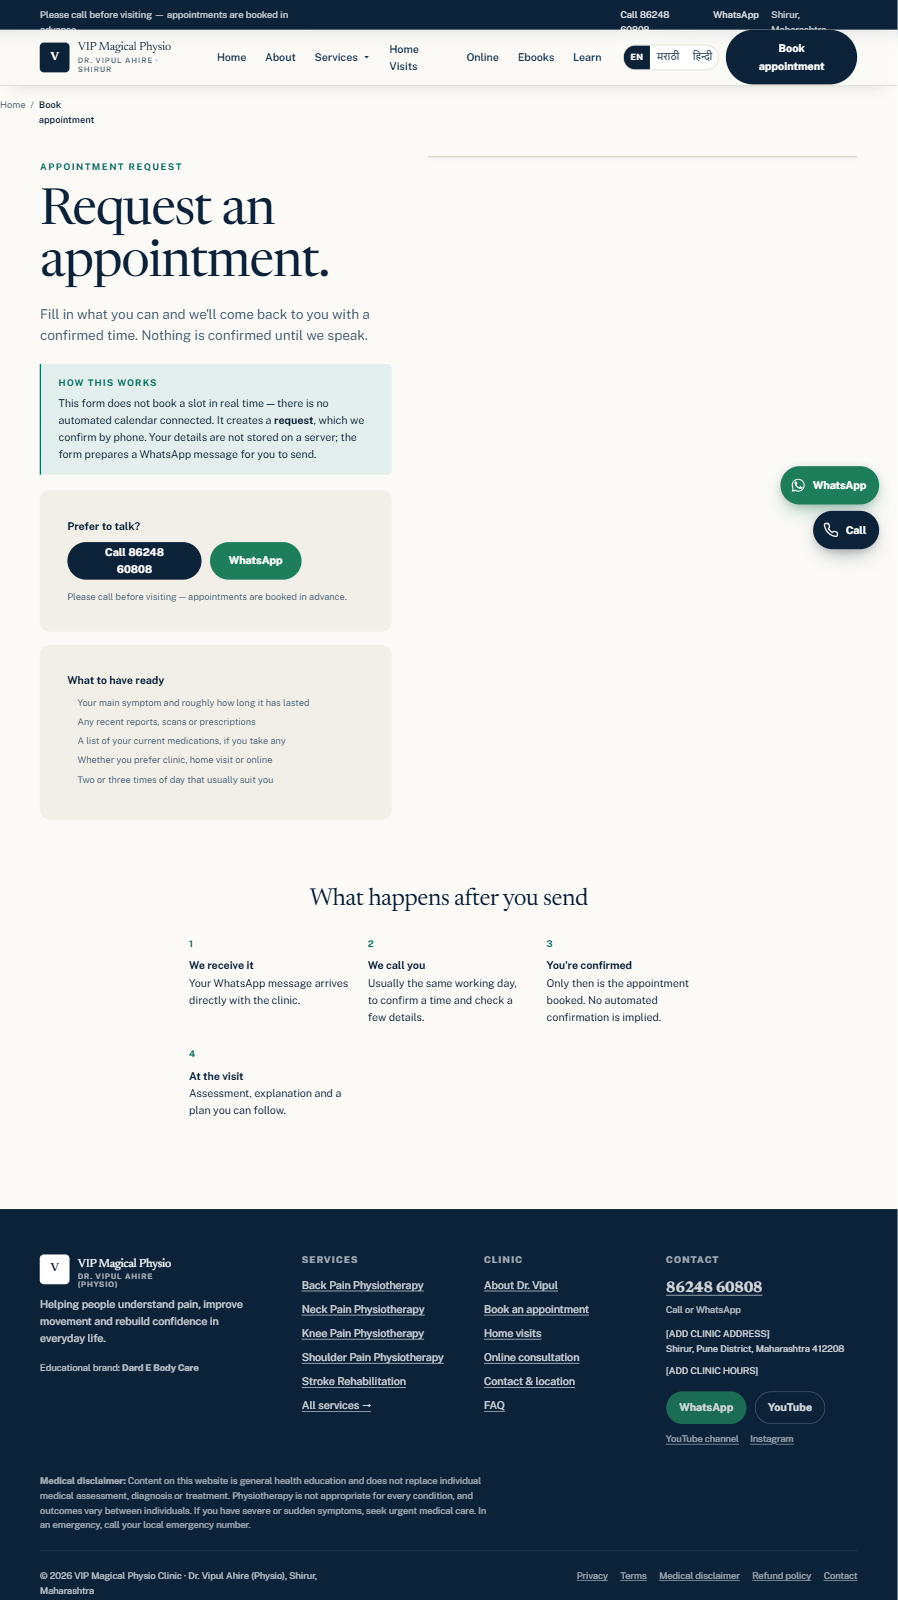 Please call before visiting — appointments are booked in
advance.
Call 86248
60808
WhatsApp
Shirur,
Maharashtra
V
VIP Magical Physio
DR. VIPUL AHIRE ·
SHIRUR
Home
About
Services
Home
Visits
Online
Ebooks
Learn
EN
मराठी
हिन्दी
Book
appointment
Home / Book
appointment
APPOINTMENT REQUEST
Request an
appointment.
Fill in what you can and we'll come back to you with a
confirmed time. Nothing is confirmed until we speak.
HOW THIS WORKS
This form does not book a slot in real time — there is no
automated calendar connected. It creates a request, which we
confirm by phone. Your details are not stored on a server; the
form prepares a WhatsApp message for you to send.
WhatsApp
Call
Prefer to talk?
Call 86248
60808
WhatsApp
Please call before visiting — appointments are booked in advance.
What to have ready
Your main symptom and roughly how long it has lasted
Any recent reports, scans or prescriptions
A list of your current medications, if you take any
Whether you prefer clinic, home visit or online
Two or three times of day that usually suit you
What happens after you send
1
We receive it
Your WhatsApp message arrives
directly with the clinic.
2
We call you
Usually the same working day,
to confirm a time and check a
few details.
3
You're confirmed
Only then is the appointment
booked. No automated
confirmation is implied.
4
At the visit
Assessment, explanation and a
plan you can follow.
V
VIP Magical Physio
DR. VIPUL AHIRE
(PHYSIO)
Helping people understand pain, improve
movement and rebuild confidence in
everyday life.
Educational brand: Dard E Body Care
SERVICES
Back Pain Physiotherapy
Neck Pain Physiotherapy
Knee Pain Physiotherapy
Shoulder Pain Physiotherapy
Stroke Rehabilitation
All services →
CLINIC
About Dr. Vipul
Book an appointment
Home visits
Online consultation
Contact & location
FAQ
CONTACT
86248 60808
Call or WhatsApp
[ADD CLINIC ADDRESS]
Shirur, Pune District, Maharashtra 412208
[ADD CLINIC HOURS]
WhatsApp
YouTube
YouTube channel
Instagram
Medical disclaimer: Content on this website is general health education and does not replace individual
medical assessment, diagnosis or treatment. Physiotherapy is not appropriate for every condition, and
outcomes vary between individuals. If you have severe or sudden symptoms, seek urgent medical care. In
an emergency, call your local emergency number.
© 2026 VIP Magical Physio Clinic · Dr. Vipul Ahire (Physio), Shirur,
Maharashtra
Privacy
Terms
Medical disclaimer
Refund policy
Contact